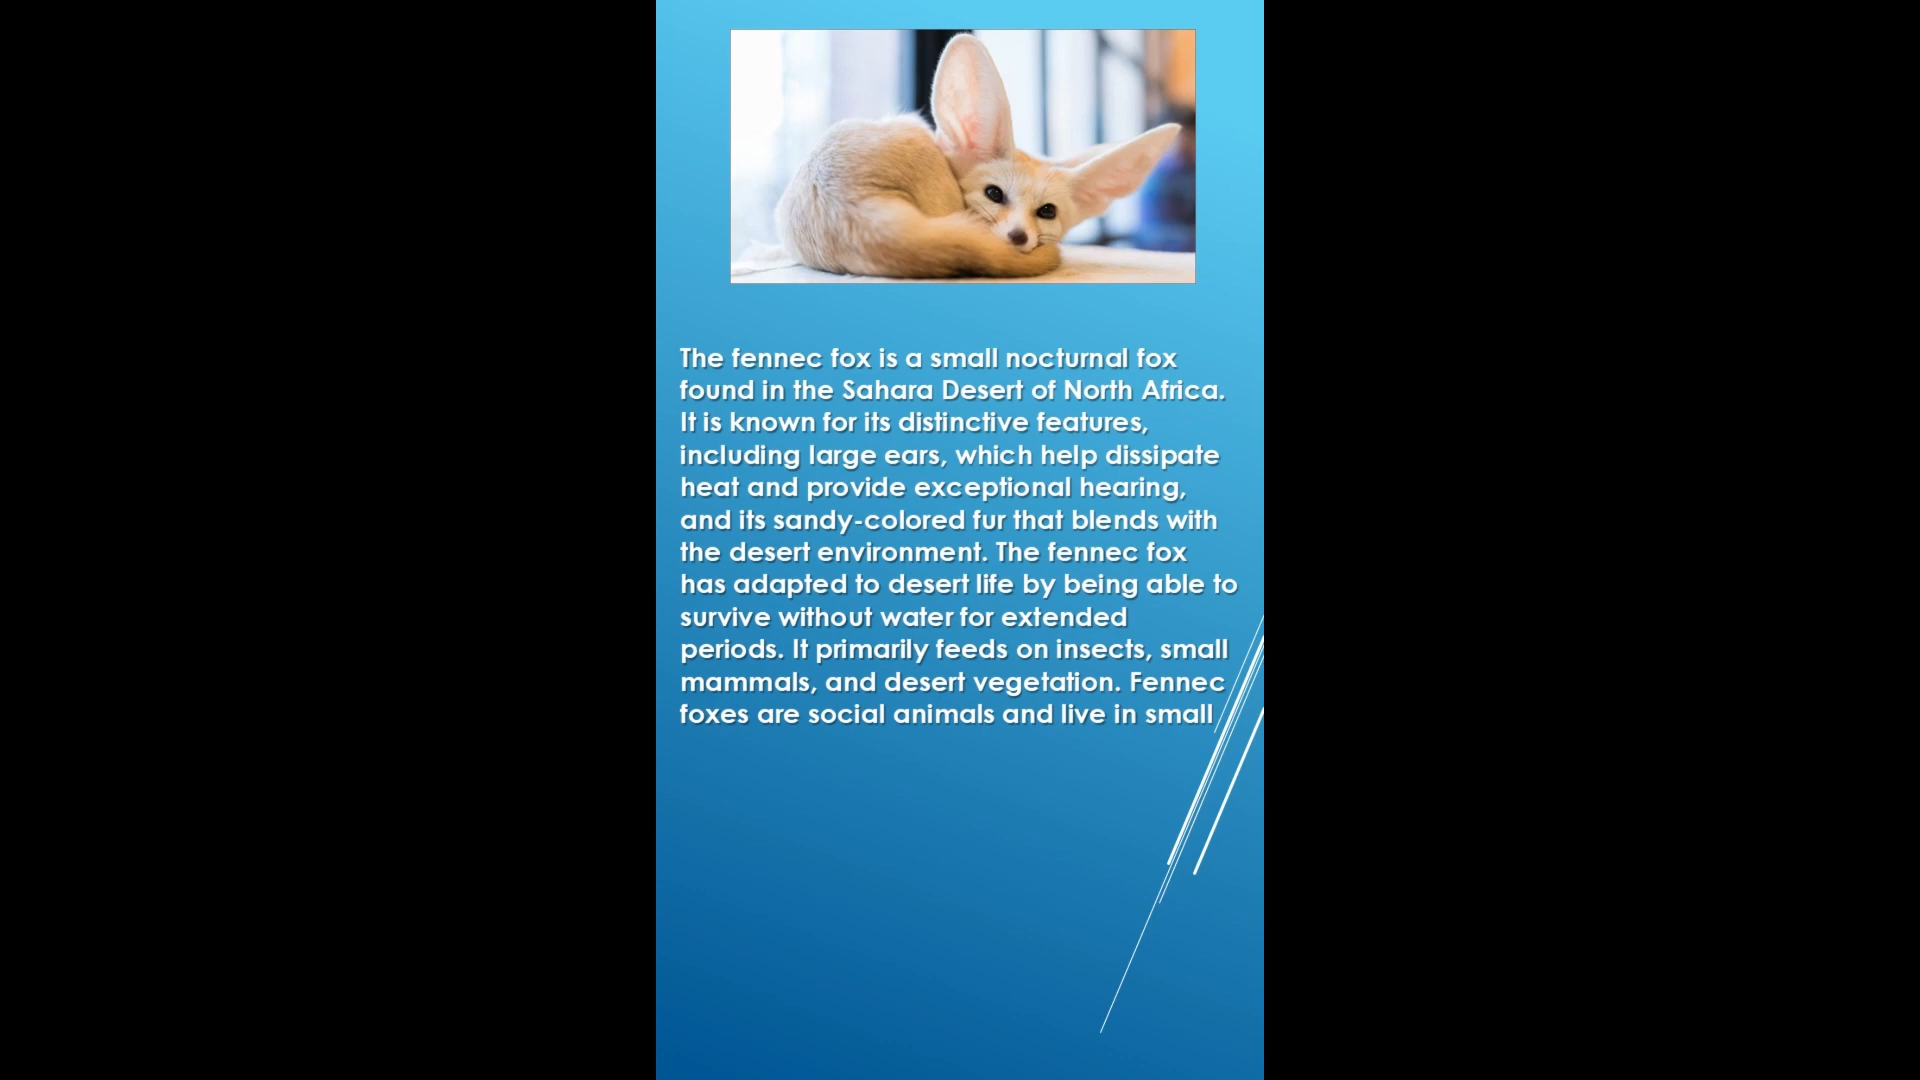 The fennec fox is a small nocturnal fox
found in the Sahara Desert of North Africa.
It is known for its distinctive features,
including large ears, which help dissipate
heat and provide exceptional hearing,
and its sandy-colored fur that blends with
the desert environment. The fennec fox
has adapted to desert life by being able to
survive without water for extended
periods. It primarily feeds on insects, small
mammals, and desert vegetation. Fennec
foxes are social animals and live in small